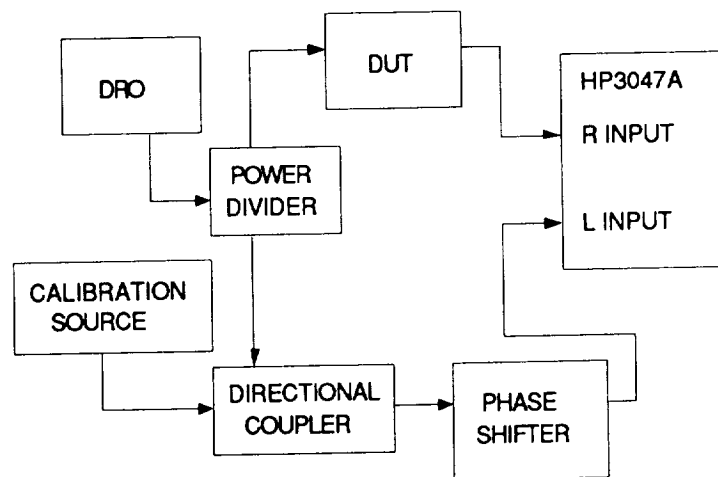 DRO
DUT
HP3047A
R INPUT
L INPUT
POWER
DIVIDER
CALIBRATION
SOURCE
DIRECTIONAL
COUPLER
PHASE
SHIFTER